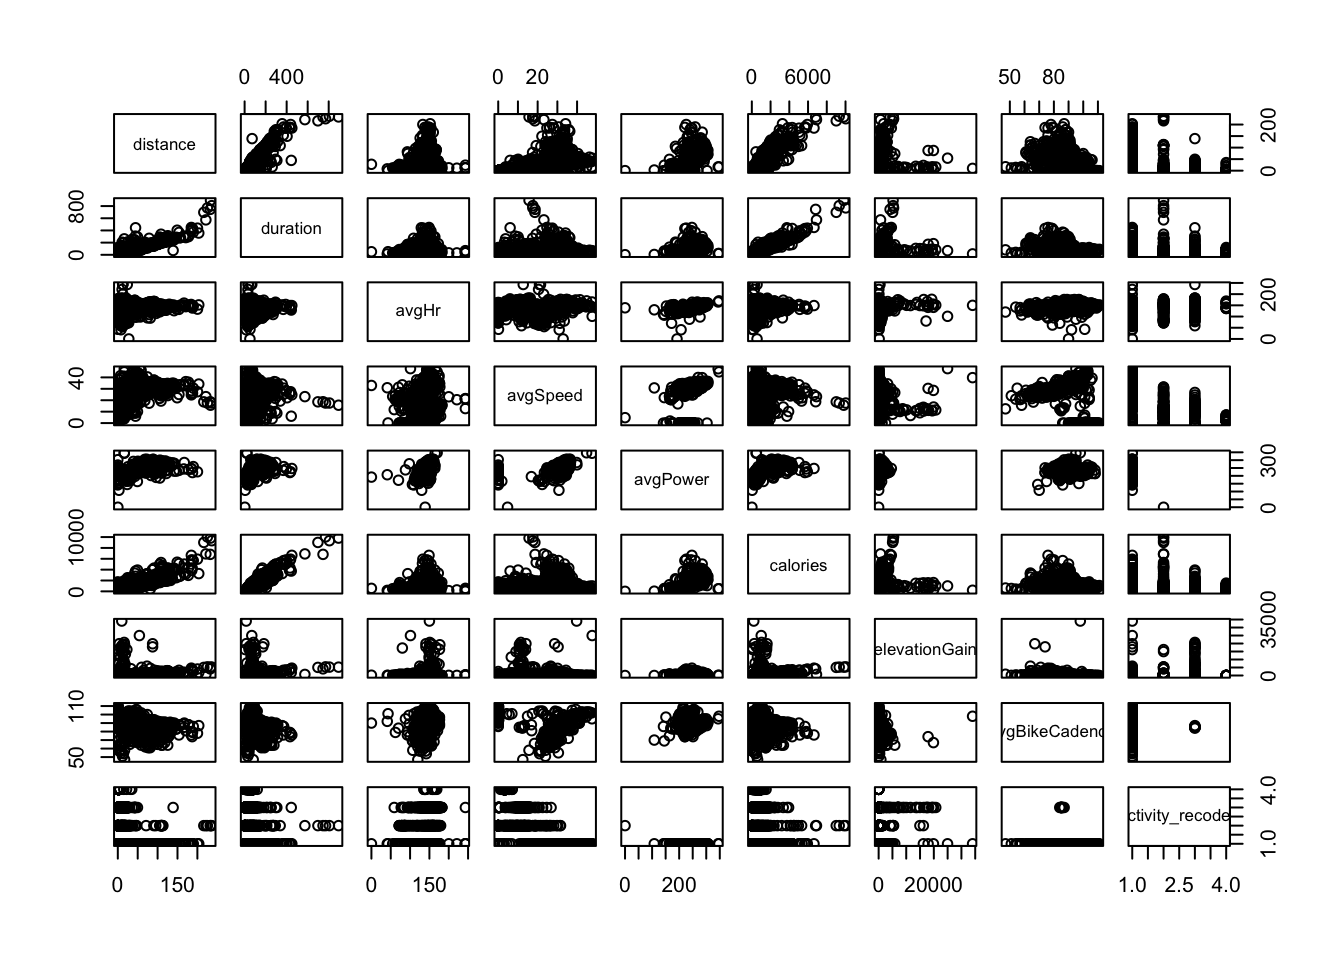 0 400 0 20 0 6000 50 80
distance 0 200
0 800 duration
avgHr 0 200
0 40 avgSpeed
avgPower 0 300
0 10000 calories
elevationGain 0 35000
50 110 vgBikeCadenc
ctivity_recode 1.0 4.0
0 150 0 150 0 200 0 20000 1.0 2.5 4.0